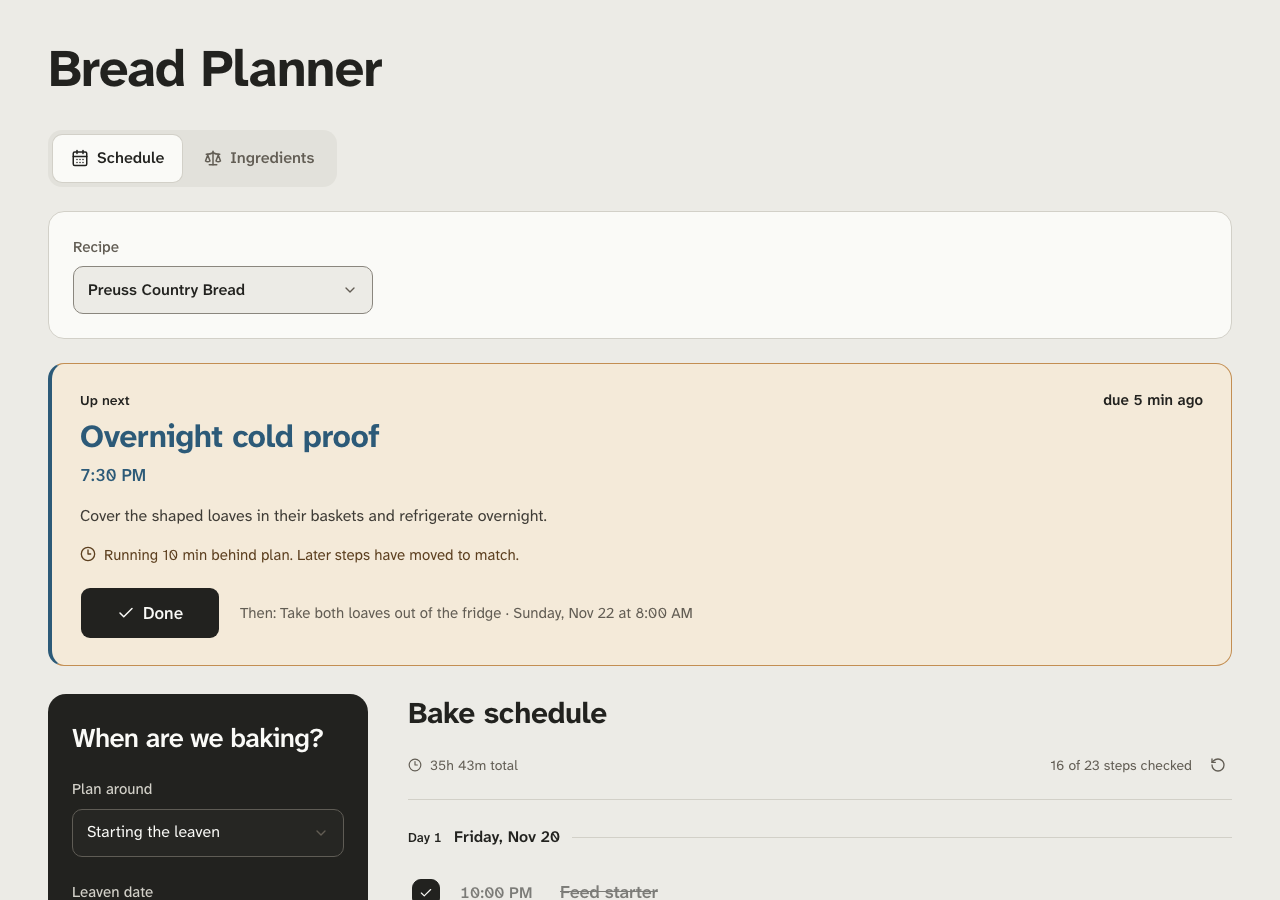 Bread Planner
Schedule
Ingredients
Recipe
Preuss Country Bread
Up next
due 5 min ago
Overnight cold proof
7:30 PM
Cover the shaped loaves in their baskets and refrigerate overnight.
Running 10 min behind plan. Later steps have moved to match.
Done
Then: Take both loaves out of the fridge · Sunday, Nov 22 at 8:00 AM
When are we baking?
Plan around
Starting the leaven
Leaven date
Bake schedule
35h 43m total
16 of 23 steps checked
Day 1 Friday, Nov 20
10:00 PM Feed starter